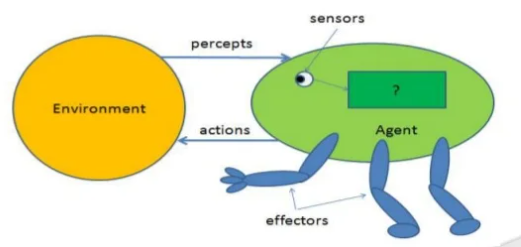 sensors
percepts
?
Environment
actions
Agent
effectors